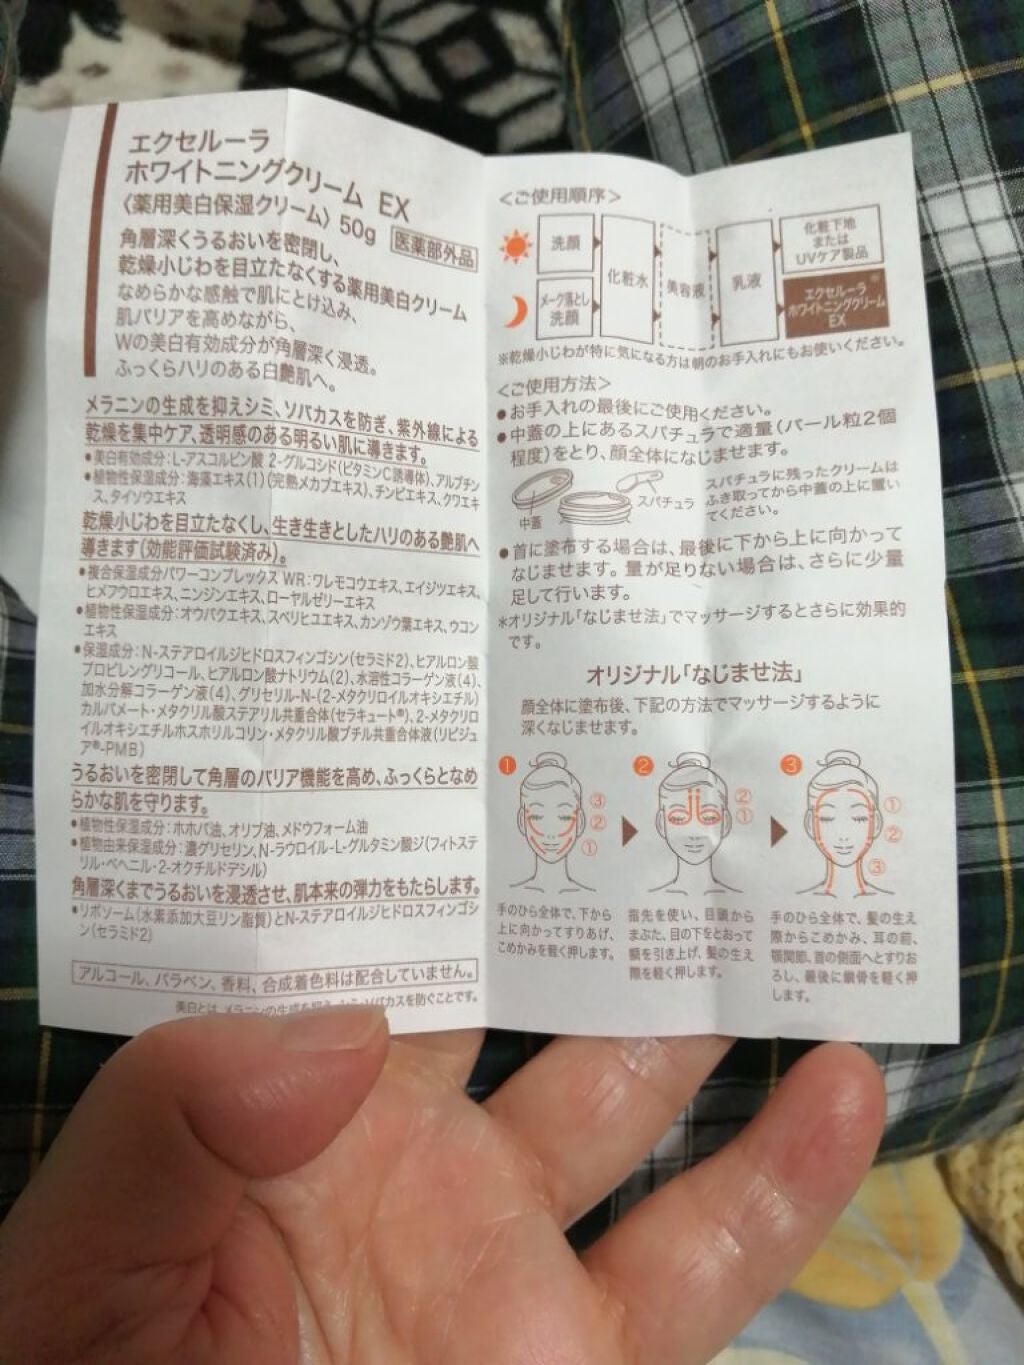 エクセルーラ
ホワイトニングクリーム EX
〈薬用美白保湿クリーム〉 50g 医薬部外品
角層深くうるおいを密閉し、
乾燥小じわを目立たなくする薬用美白クリーム
なめらかな感触で肌にとけ込み、
肌バリアを高めながら、
Wの美白有効成分が角層深く浸透。
ふっくらハリのある白艶肌へ。
メラニンの生成を抑えシミ、ソバカスを防ぎ、紫外線による
乾燥を集中ケア、透明感のある明るい肌に導きます。
●美白有効成分：L-アスコルビン酸 2-グルコシド(ビタミンC誘導体)、アルブチン
●植物性保湿成分：海藻エキス(1)(完熟メカブエキス)、チンピエキス、クワエキ
ス、タイソウエキス
乾燥小じわを目立たなくし、生き生きとしたハリのある艶肌へ
導きます(効能評価試験済み)。
●複合保湿成分パワーコンプレックス WR：ワレモコウエキス、エイジツエキス、
ヒメフウロエキス、ニンジンエキス、ローヤルゼリーエキス
●植物性保湿成分：オウバクエキス、スベリヒユエキス、カンゾウ葉エキス、ウコン
エキス
●保湿成分：N-ステアロイルジヒドロスフィンゴシン(セラミド2)、ヒアルロン酸
プロピレングリコール、ヒアルロン酸ナトリウム(2)、水溶性コラーゲン液(4)、
加水分解コラーゲン液(4)、グリセリル-N-(2-メタクリロイルオキシエチル)
カルバメート・メタクリル酸ステアリル共重合体(セラキュート®)、2-メタクリロ
イルオキシエチルホスホリルコリン・メタクリル酸ブチル共重合体液(リピジュ
ア®-PMB)
うるおいを密閉して角層のバリア機能を高め、ふっくらとなめ
らかな肌を守ります。
●植物性保湿成分：ホホバ油、オリブ油、メドウフォーム油
●植物由来保湿成分：濃グリセリン、N-ラウロイル-L-グルタミン酸ジ(フィトステ
リル・ベヘニル・2-オクチルドデシル)
角層深くまでうるおいを浸透させ、肌本来の弾力をもたらします。
●リポソーム(水素添加大豆リン脂質)とN-ステアロイルジヒドロスフィンゴシ
ン(セラミド2)
アルコール、パラベン、香料、合成着色料は配合していません。
美白とは、メラニンの生成を抑え、シミ、ソバカスを防ぐことです。
＜ご使用順序＞
洗顔
メーク落とし
洗顔
化粧水
美容液
乳液
化粧下地
または
UVケア製品
エクセルーラ
ホワイトニングクリーム
EX
※
※乾燥小じわが特に気になる方は朝のお手入れにもお使いください。
＜ご使用方法＞
●お手入れの最後にご使用ください。
●中蓋の上にあるスパチュラで適量(パール粒2個
程度)をとり、顔全体になじませます。
中蓋
スパチュラ
スパチュラに残ったクリームは
ふき取ってから中蓋の上に置い
てください。
●首に塗布する場合は、最後に下から上に向かって
なじませます。量が足りない場合は、さらに少量
足して行います。
＊オリジナル「なじませ法」でマッサージするとさらに効果的
です。
オリジナル「なじませ法」
顔全体に塗布後、下記の方法でマッサージするように
深くなじませます。
1
③
②
①
手のひら全体で、下から
上に向かってすりあげ、
こめかみを軽く押します。
2
②
①
指先を使い、目頭から
まぶた、目の下をとおって
額を引き上げ、髪の生え
際を軽く押します。
3
①
②
③
手のひら全体で、髪の生え
際からこめかみ、耳の前、
顎関節、首の側面へとすりお
ろし、最後に鎖骨を軽く押
します。